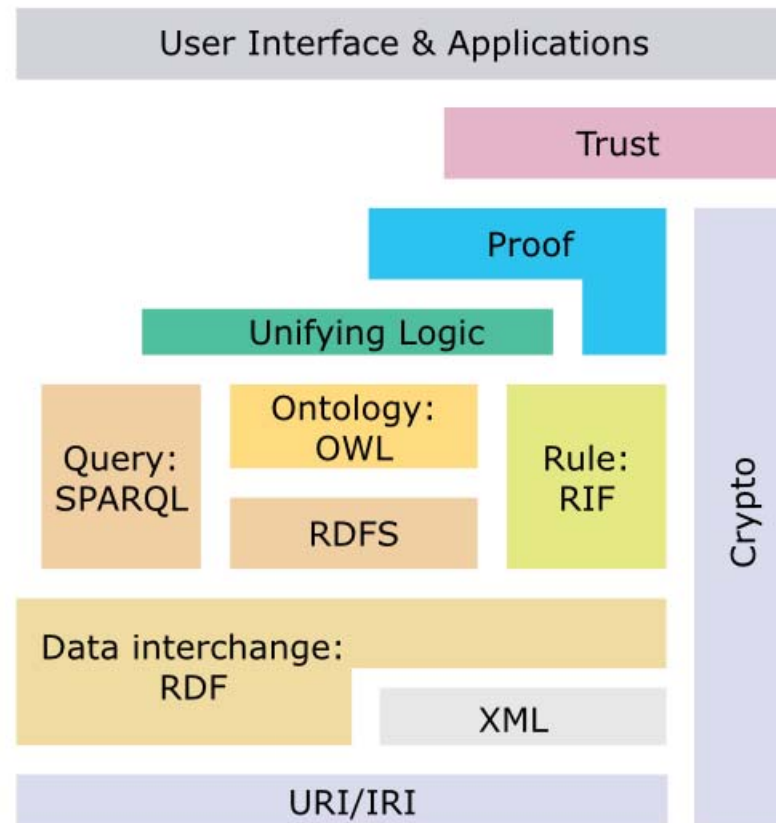 User Interface & Applications
Trust
Proof
Unifying Logic
Query:
SPARQL
Ontology:
OWL
RDFS
Rule:
RIF
Crypto
Data interchange:
RDF
XML
URI/IRI